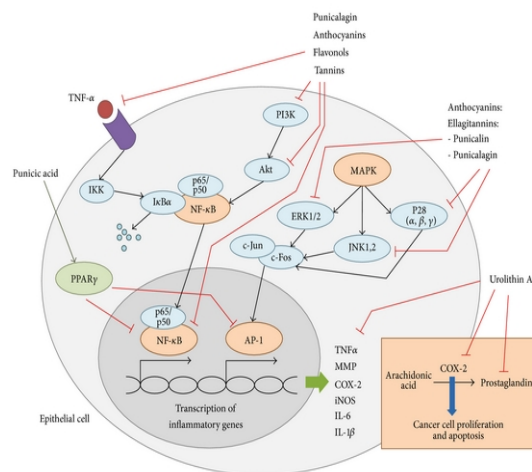 Punicalagin
Anthocyanins
Flavonols
Tannins
TNF-α
PI3K
Anthocyanins:
Ellagitannins:
- Punicalin
- Punicalagin
Punicic acid
IKK
IκBα
p65/
p50
NF-κB
Akt
MAPK
ERK1/2
P28
(α, β, γ)
JNK1,2
c-Jun
c-Fos
PPARγ
p65/
p50
NF-κB
AP-1
Urolithin A
TNFα
MMP
COX-2
iNOS
IL-6
IL-1β
Transcription of
inflammatory genes
Epithelial cell
COX-2
Arachidonic
acid
Prostaglandin
Cancer cell proliferation
and apoptosis